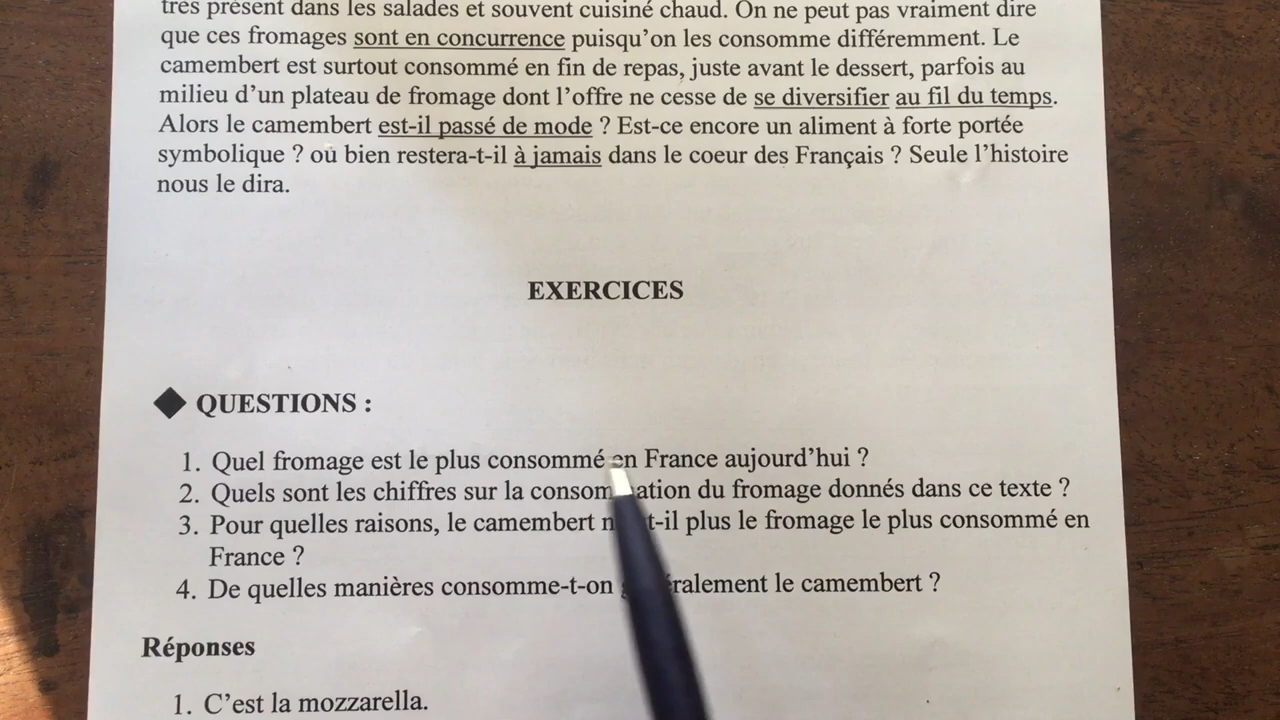 très présent dans les salades et souvent cuisiné chaud. On ne peut pas vraiment dire
que ces fromages sont en concurrence puisqu'on les consomme différemment. Le
camembert est surtout consommé en fin de repas, juste avant le dessert, parfois au
milieu d'un plateau de fromage dont l'offre ne cesse de se diversifier au fil du temps.
Alors le camembert est-il passé de mode ? Est-ce encore un aliment à forte portée
symbolique ? ou bien restera-t-il à jamais dans le coeur des Français ? Seule l'histoire
nous le dira.
EXERCICES
◆ QUESTIONS :
1. Quel fromage est le plus consommé en France aujourd'hui ?
2. Quels sont les chiffres sur la du fromage donnés dans ce texte ?
3. Pour quelles raisons, le camembert plus le fromage le plus consommé en
France ?
4. De quelles manières consomme-t-on le camembert ?
Réponses
1. C'est la mozzarella.